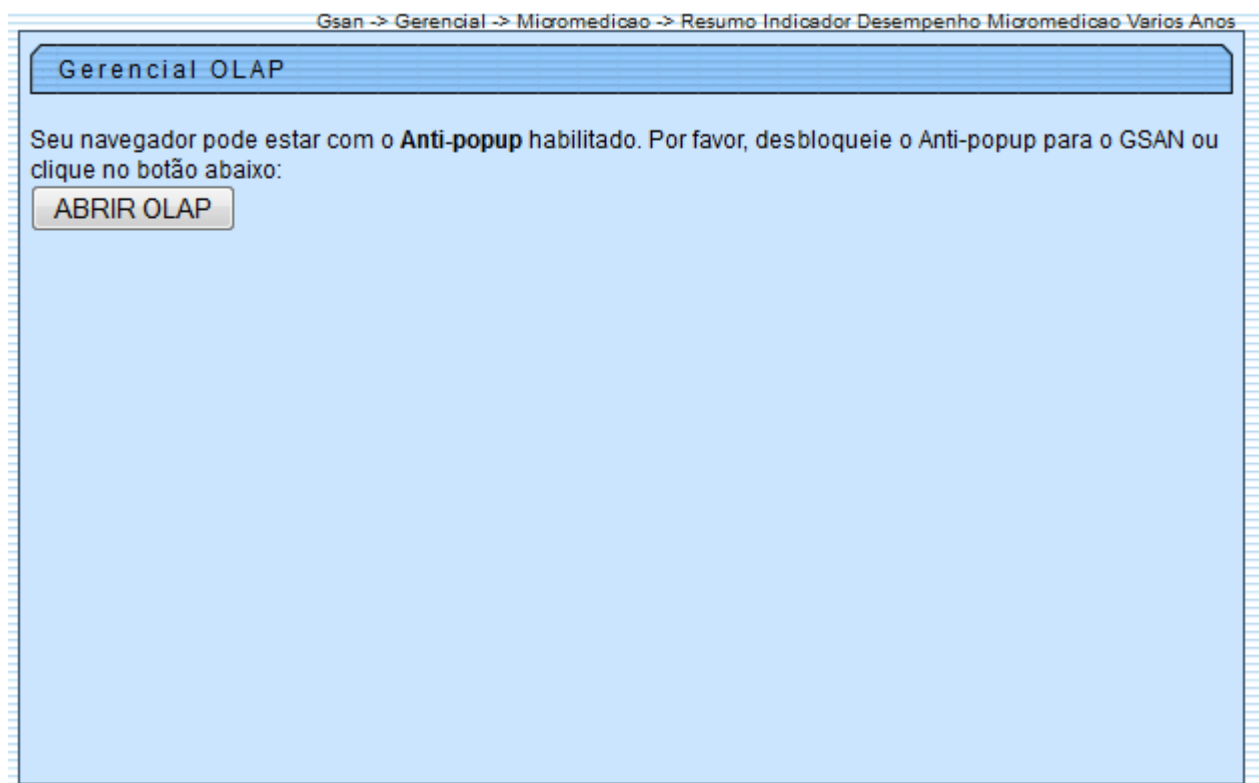 Gsan -> Gerencial -> Micromedicao -> Resumo Indicador Desempenho Micromedicao Varios Anos
Gerencial OLAP
Seu navegador pode estar com o Anti-popup habilitado. Por favor, desbloqueie o Anti-popup para o GSAN ou
clique no botão abaixo:
ABRIR OLAP